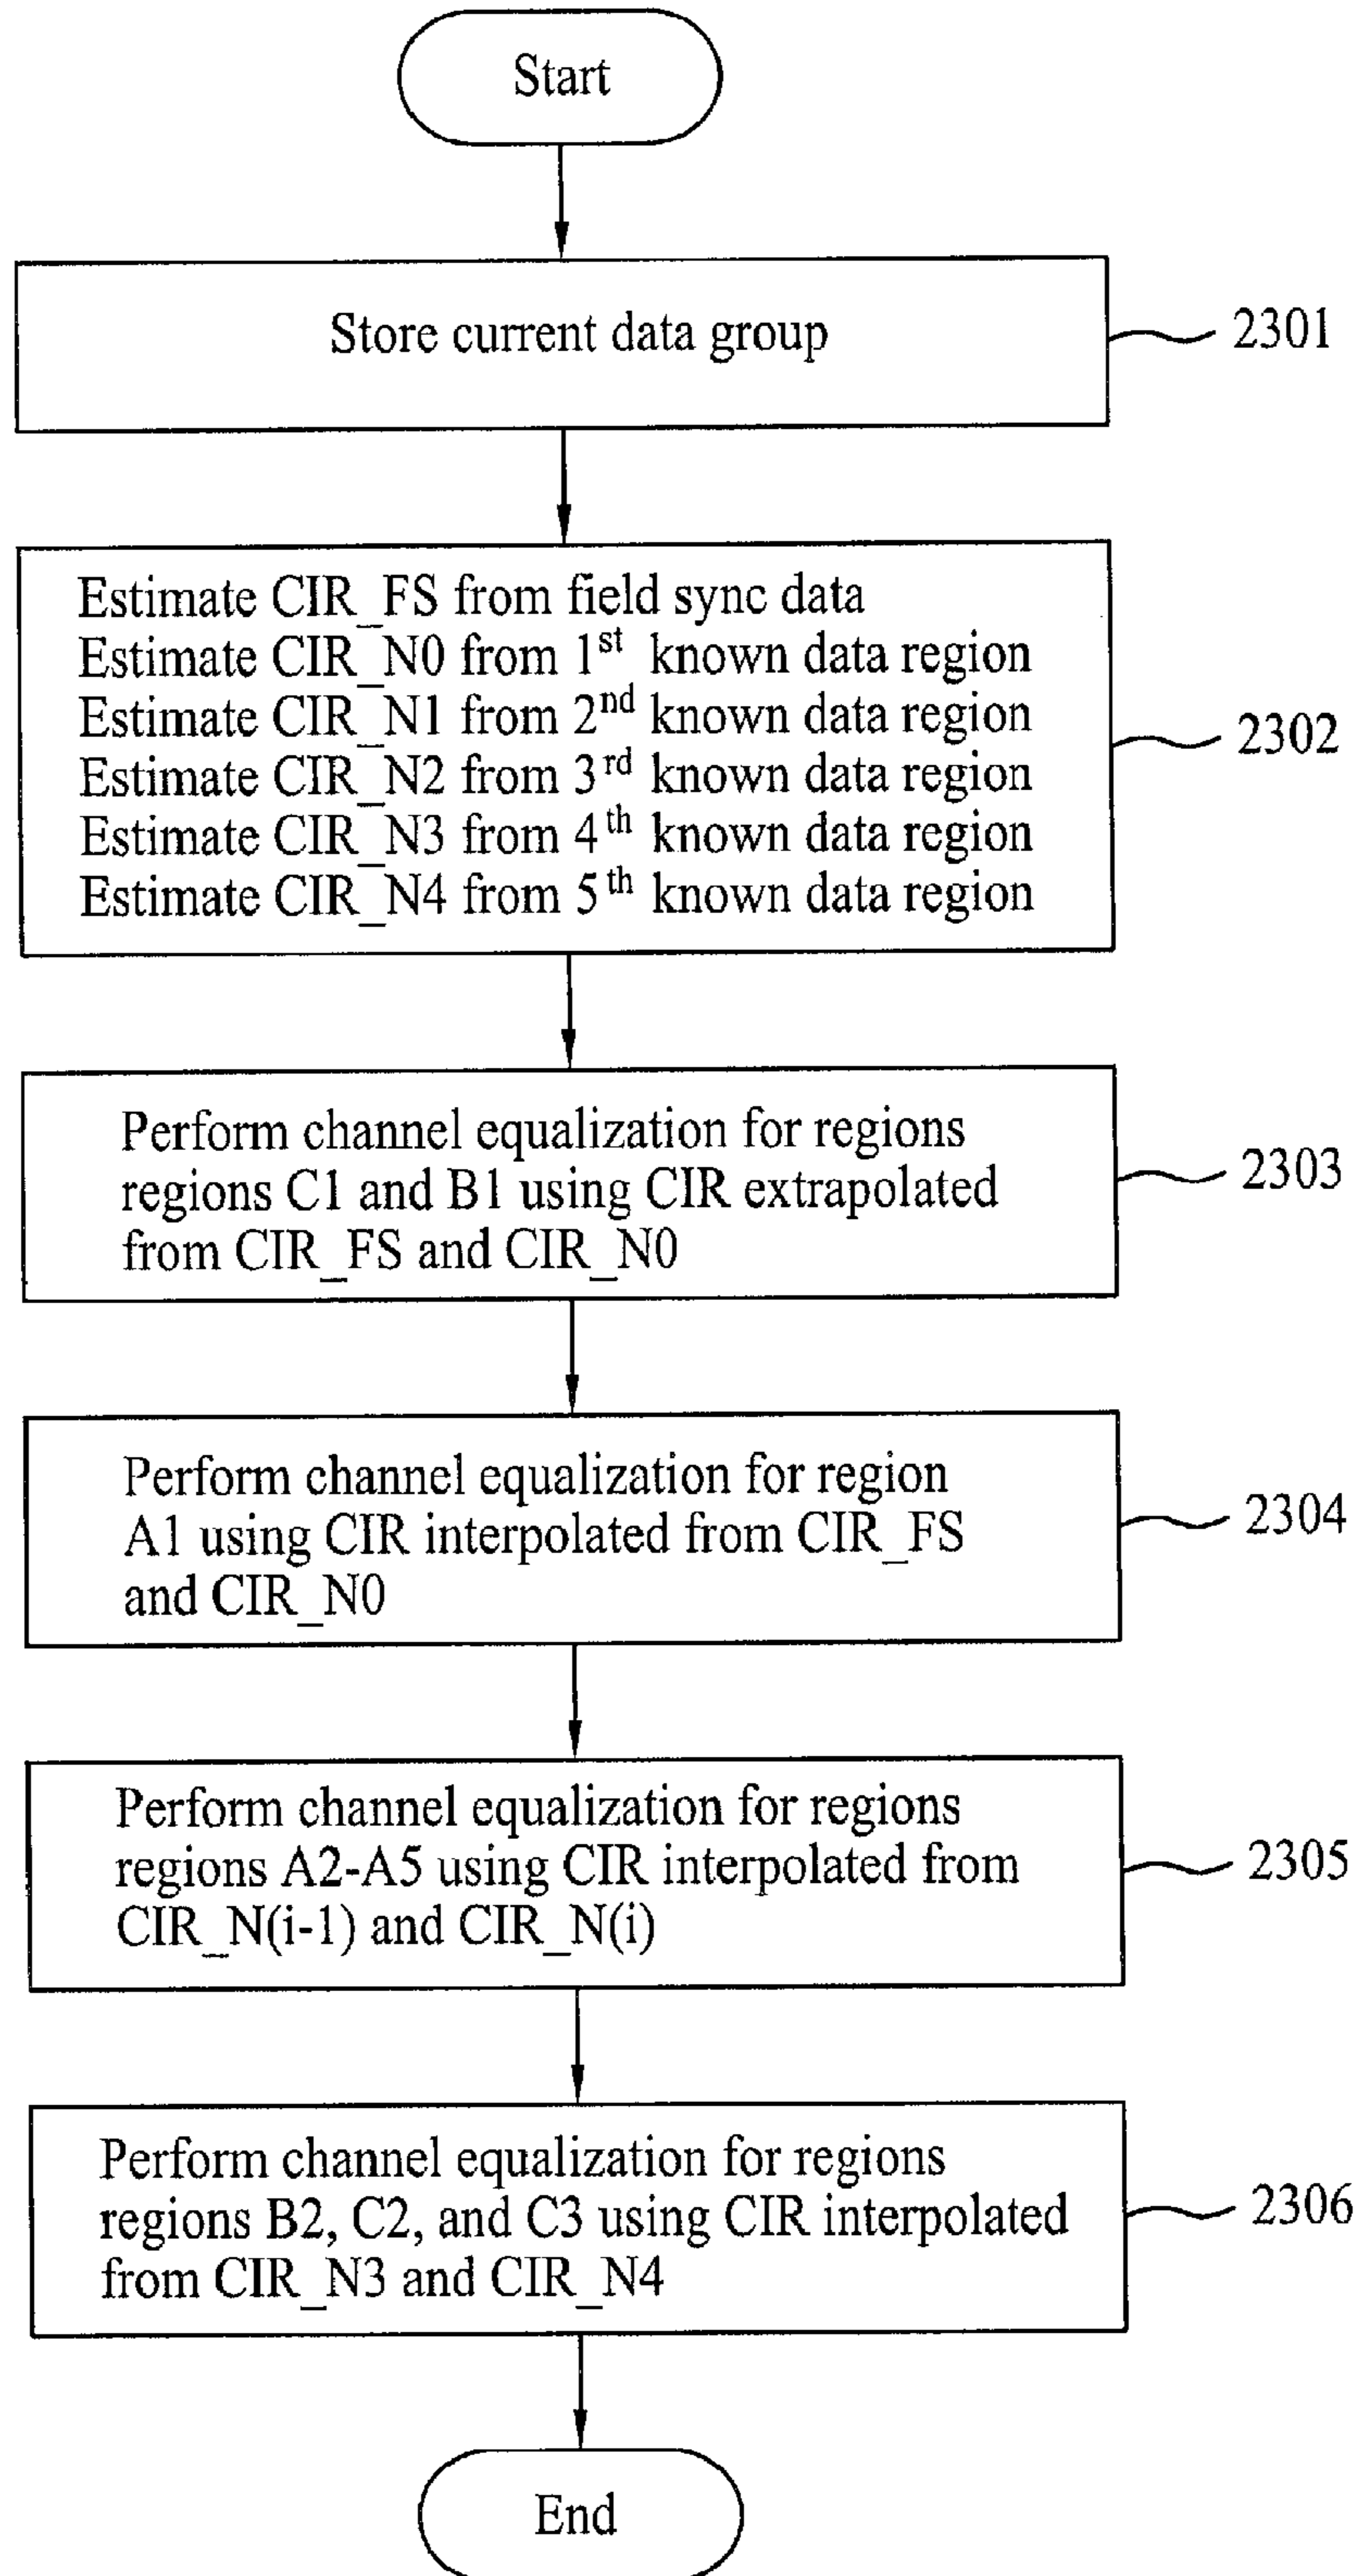 Start
Store current data group
2301
Estimate CIR_FS from field sync data
Estimate CIR_N0 from 1st known data region
Estimate CIR_N1 from 2nd known data region
Estimate CIR_N2 from 3rd known data region
Estimate CIR_N3 from 4th known data region
Estimate CIR_N4 from 5th known data region
2302
Perform channel equalization for regions
regions C1 and B1 using CIR extrapolated
from CIR_FS and CIR_N0
2303
Perform channel equalization for region
A1 using CIR interpolated from CIR_FS
and CIR_N0
2304
Perform channel equalization for regions
regions A2-A5 using CIR interpolated from
CIR_N(i-1) and CIR_N(i)
2305
Perform channel equalization for regions
regions B2, C2, and C3 using CIR interpolated
from CIR_N3 and CIR_N4
2306
End